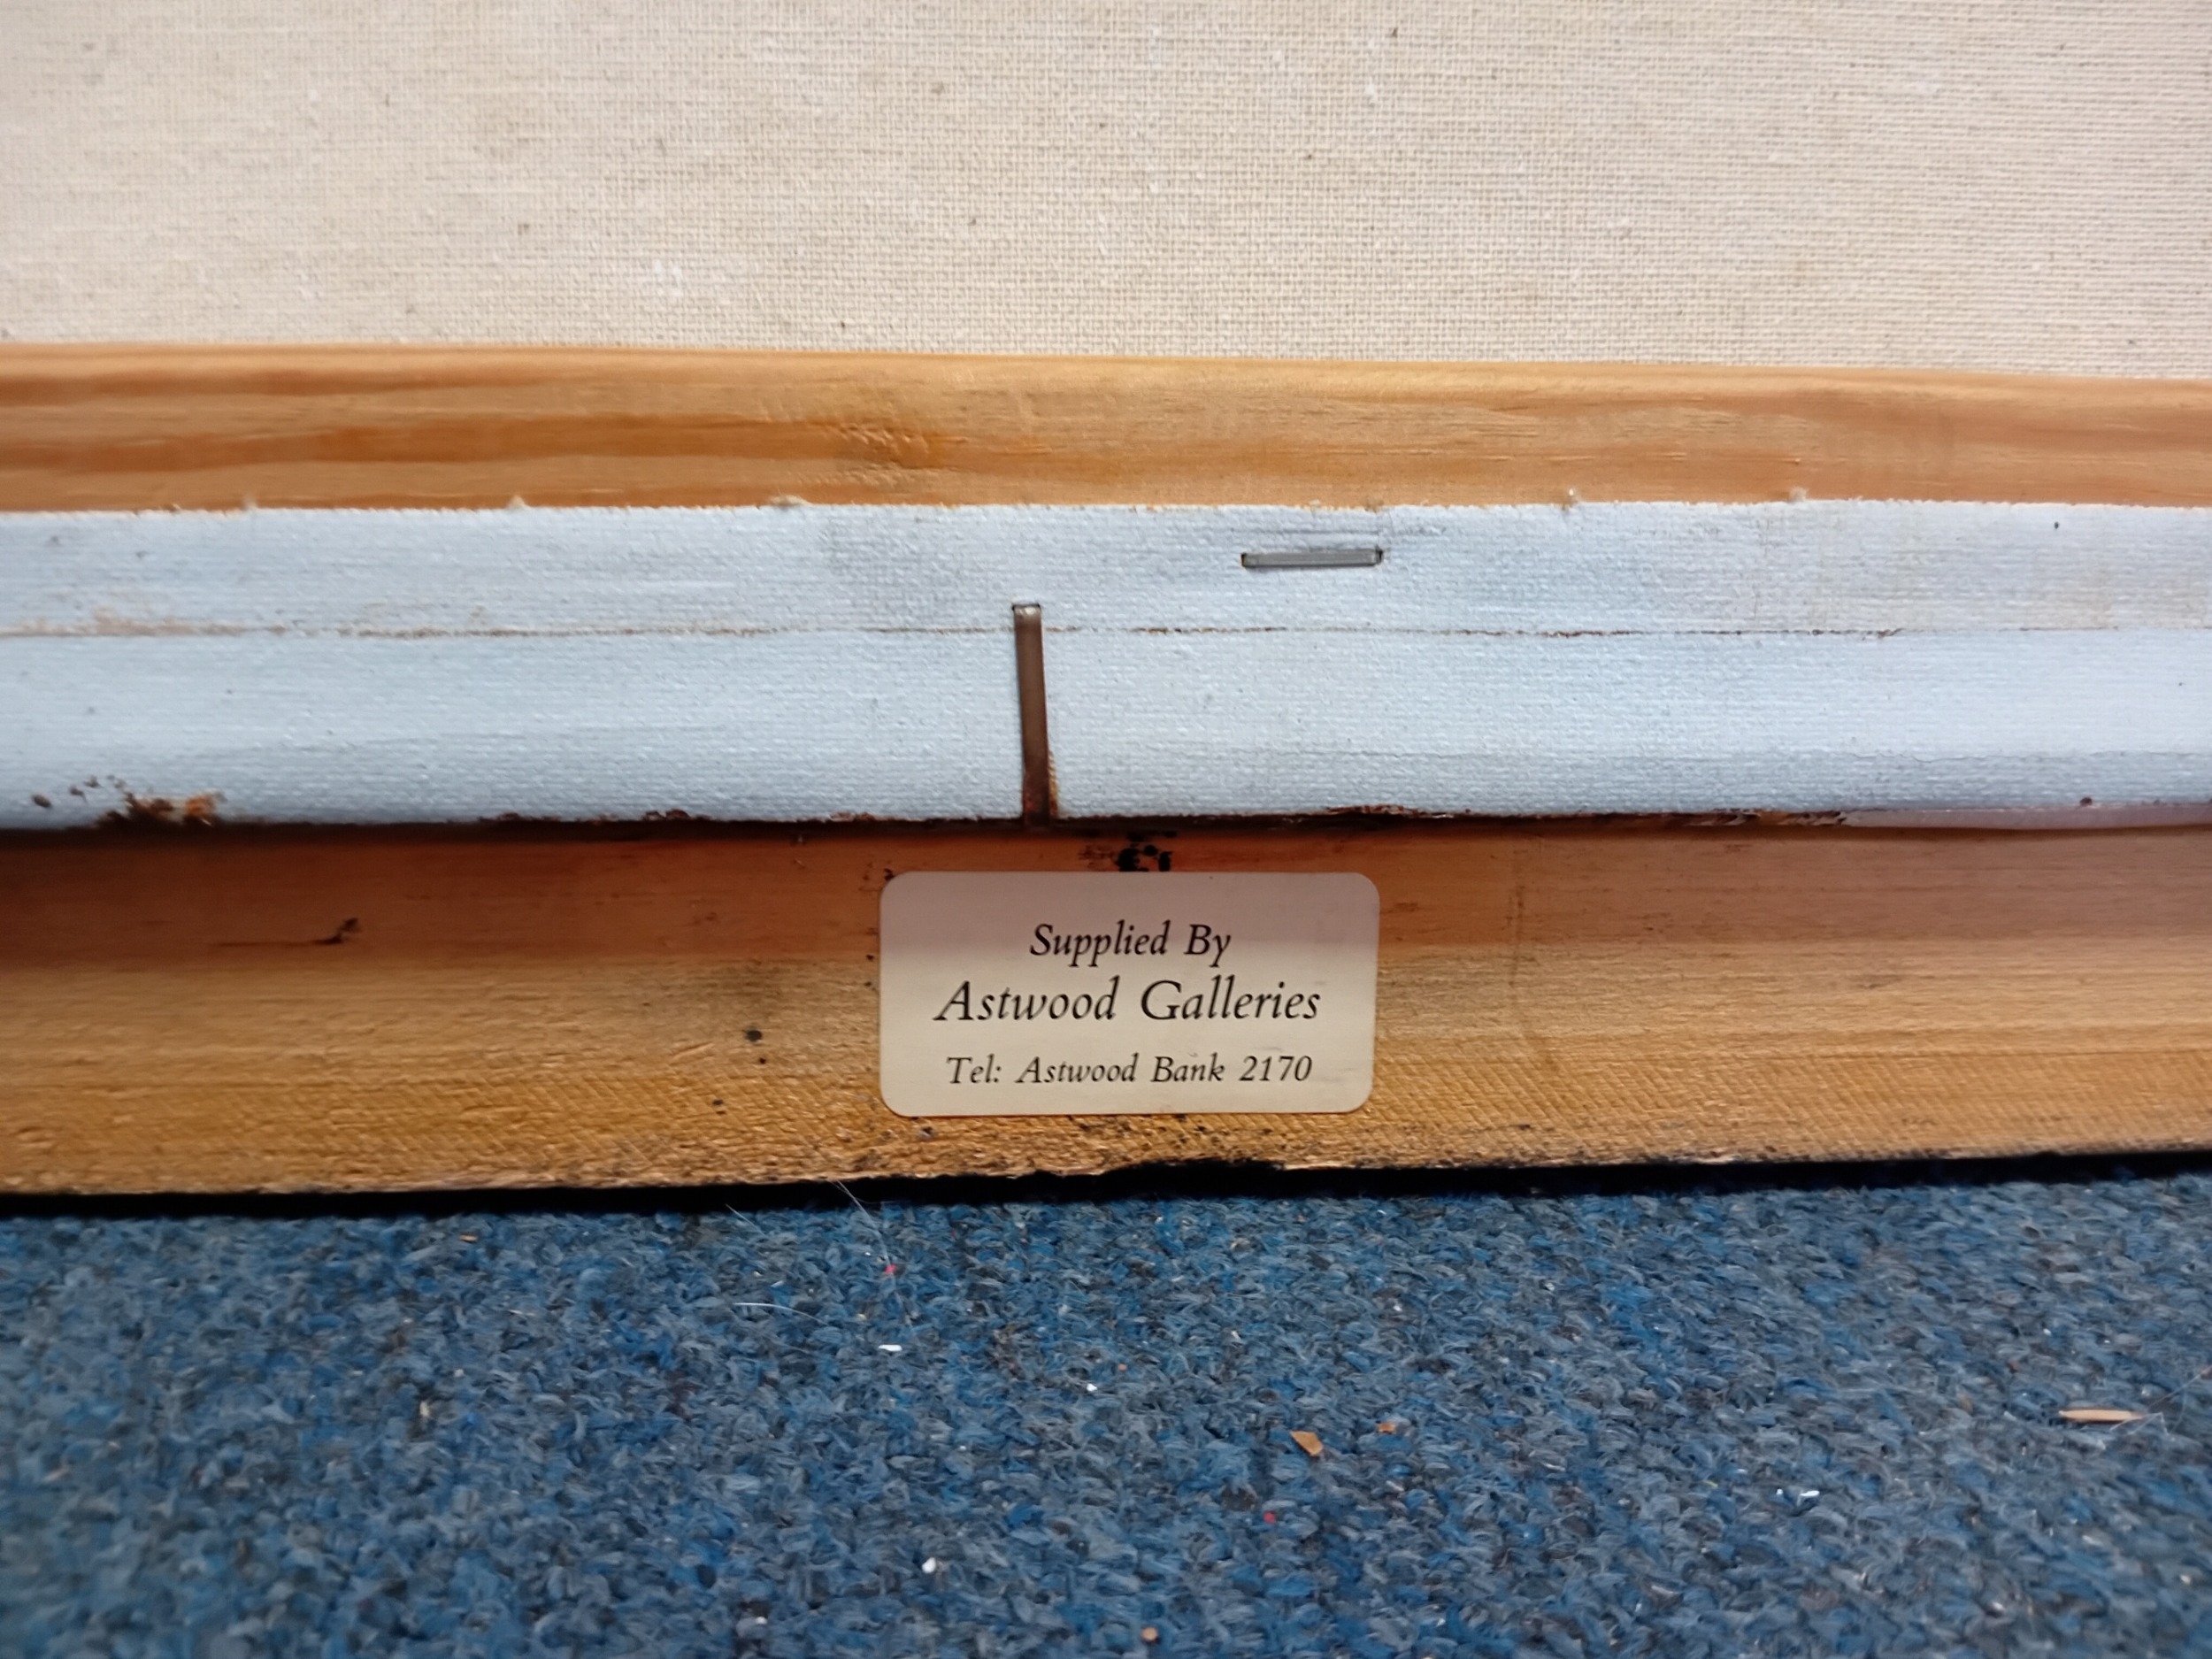 Supplied By
Astwood Galleries
Tel: Astwood Bank 2170